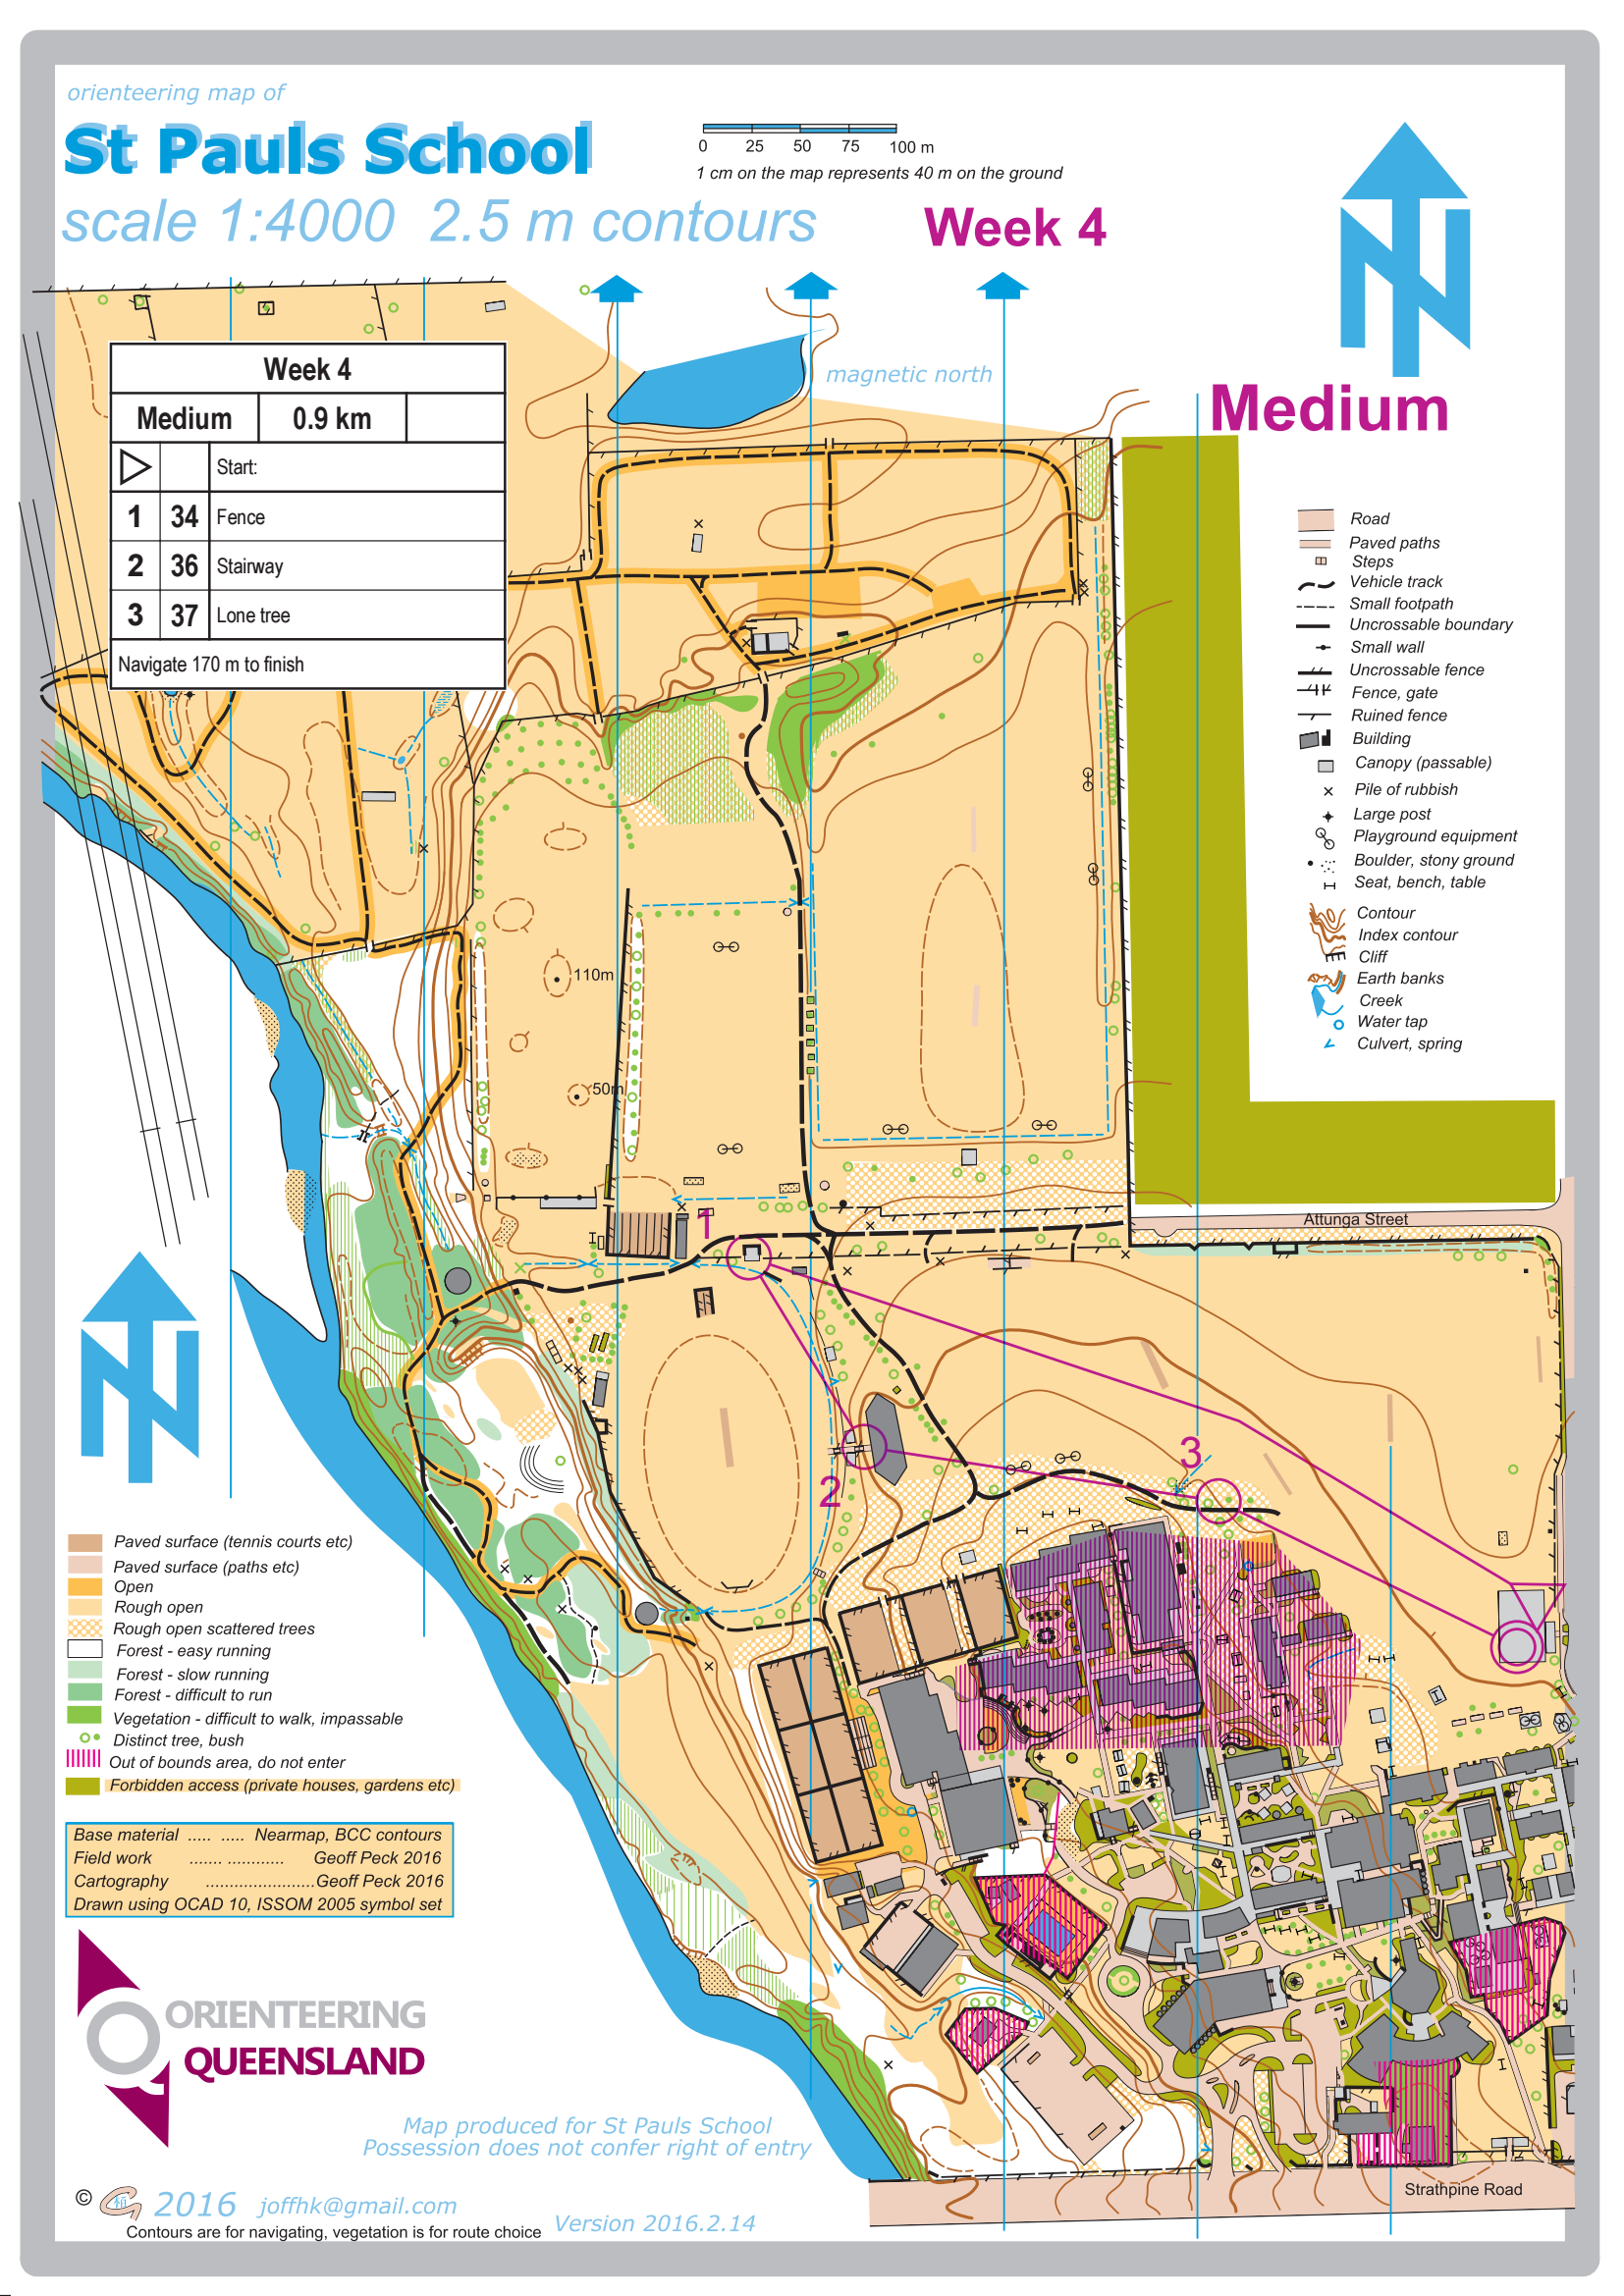 orienteering map of
St Pauls School
scale 1:4000 2.5 m contours
0 25 50 75 100 m
1 cm on the map represents 40 m on the ground
Week 4
magnetic north
Medium
Week 4
Medium 0.9 km
Start:
1 34 Fence
2 36 Stairway
3 37 Lone tree
Navigate 170 m to finish
Road
Paved paths
Steps
Vehicle track
Small footpath
Uncrossable boundary
Small wall
Uncrossable fence
Fence, gate
Ruined fence
Building
Canopy (passable)
Pile of rubbish
Large post
Playground equipment
Boulder, stony ground
Seat, bench, table
Contour
Index contour
Cliff
Earth banks
Creek
Water tap
Culvert, spring
110m
50m
1
Attunga Street
2
3
Paved surface (tennis courts etc)
Paved surface (paths etc)
Open
Rough open
Rough open scattered trees
Forest - easy running
Forest - slow running
Forest - difficult to run
Vegetation - difficult to walk, impassable
Distinct tree, bush
Out of bounds area, do not enter
Forbidden access (private houses, gardens etc)
Base material ..... ..... Nearmap, BCC contours
Field work ....... ............ Geoff Peck 2016
Cartography .......................Geoff Peck 2016
Drawn using OCAD 10, ISSOM 2005 symbol set
ORIENTEERING
QUEENSLAND
Map produced for St Pauls School
Possession does not confer right of entry
© 2016 joffhk@gmail.com
Version 2016.2.14
Contours are for navigating, vegetation is for route choice
Strathpine Road